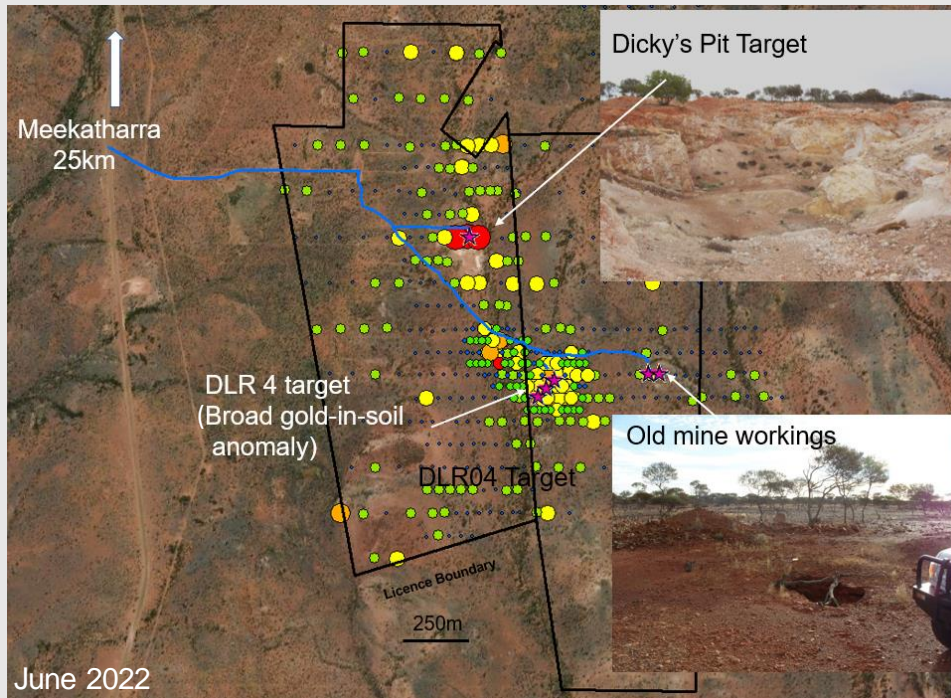 Dicky's Pit Target
Meekatharra
25km
DLR 4 target
(Broad gold-in-soil
anomaly)
Old mine workings
DLR04 Target
Licence Boundary
250m
June 2022